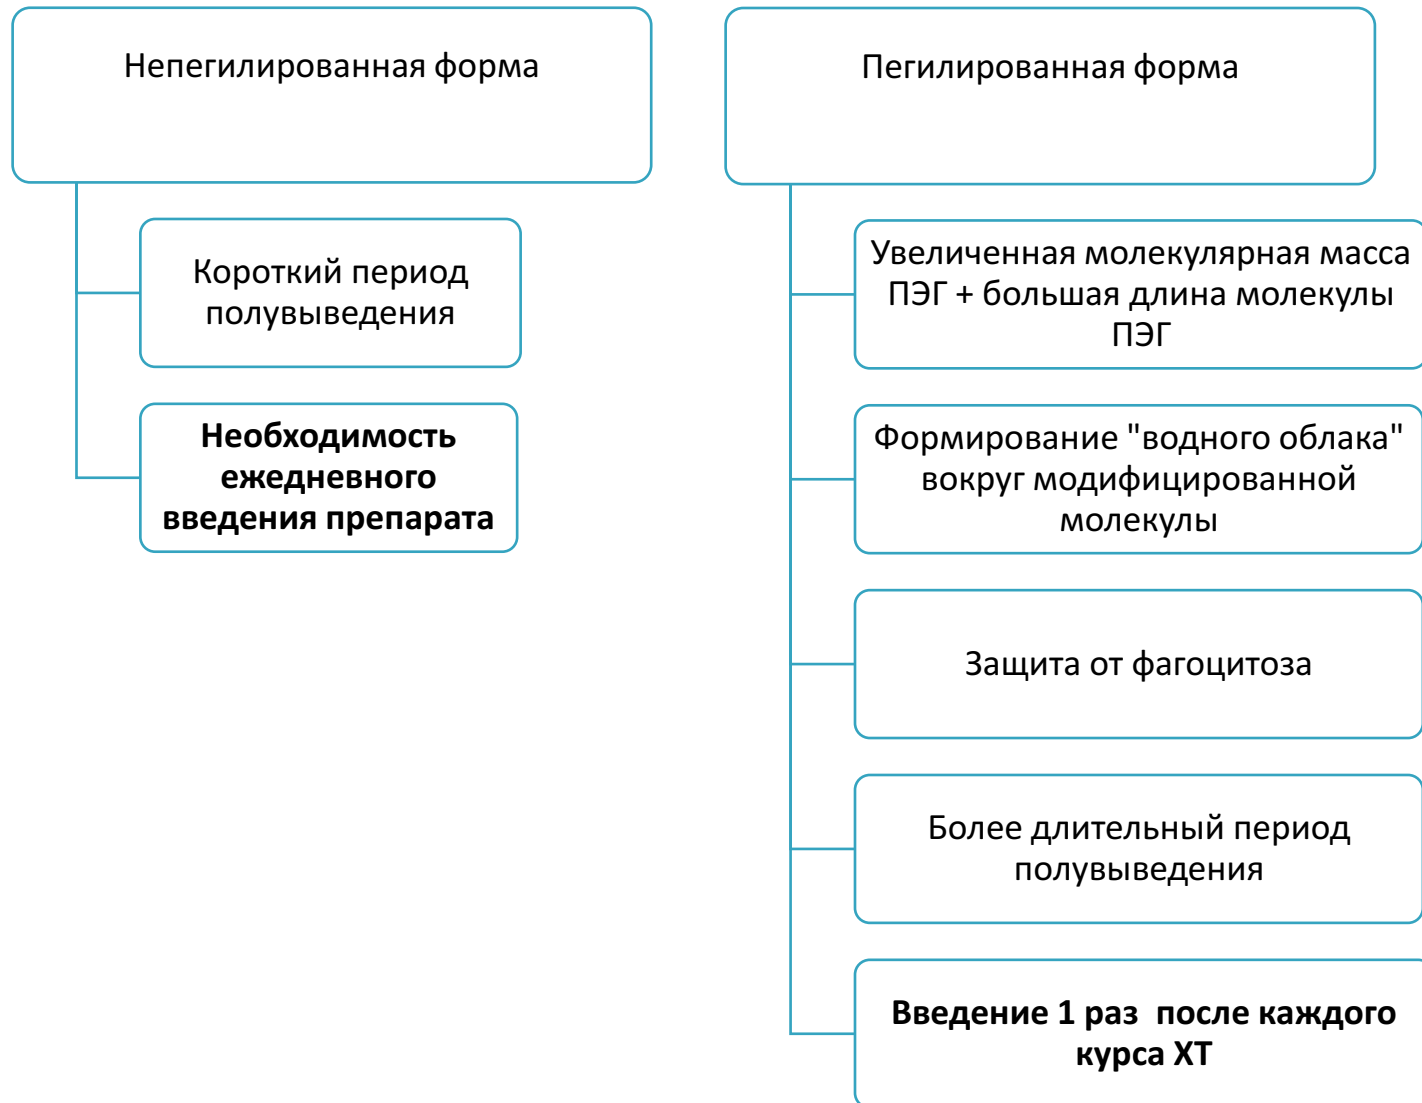 Непегилированная форма
Короткий период
полувыведения
Необходимость
ежедневного
введения препарата
Пегилированная форма
Увеличенная молекулярная масса
ПЭГ + большая длина молекулы
ПЭГ
Формирование "водного облака"
вокруг модифицированной
молекулы
Защита от фагоцитоза
Более длительный период
полувыведения
Введение 1 раз  после каждого
курса ХТ